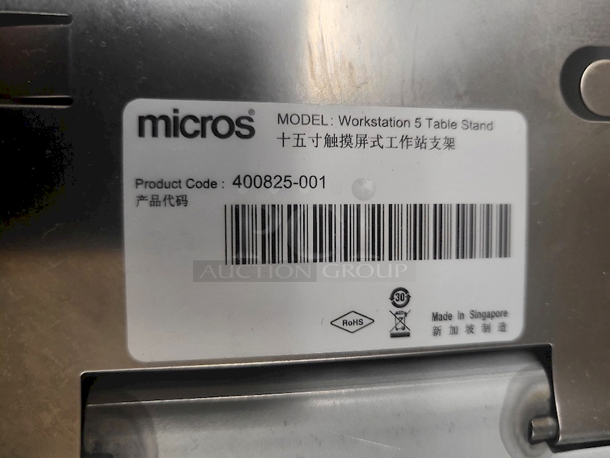 micros®
MODEL: Workstation 5 Table Stand
十五寸触摸屏式工作站支架
Product Code : 400825-001
产品代码
AUCTION GROUP
30
RoHS
Made in Singapore
新加坡制造